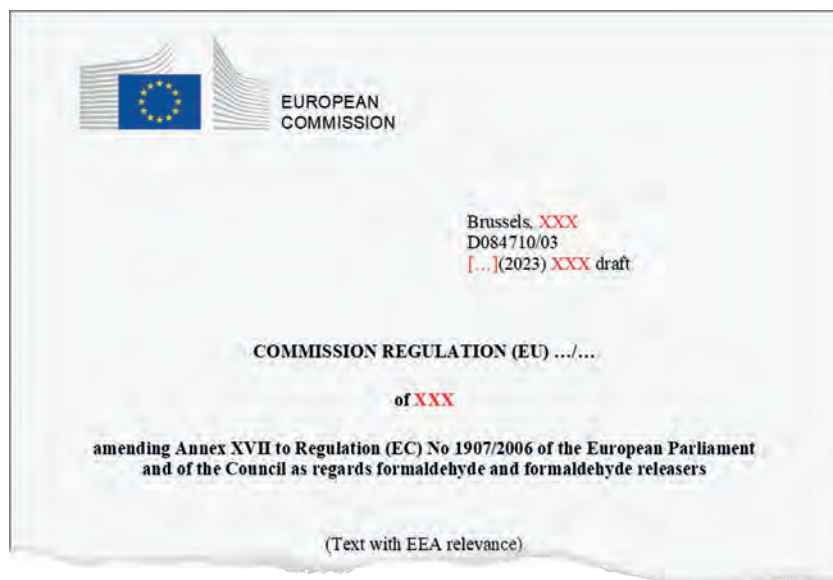 EUROPEAN
COMMISSION
Brussels, XXX
D084710/03
[…](2023) XXX draft
COMMISSION REGULATION (EU) …/…
of XXX
amending Annex XVII to Regulation (EC) No 1907/2006 of the European Parliament
and of the Council as regards formaldehyde and formaldehyde releasers
(Text with EEA relevance)